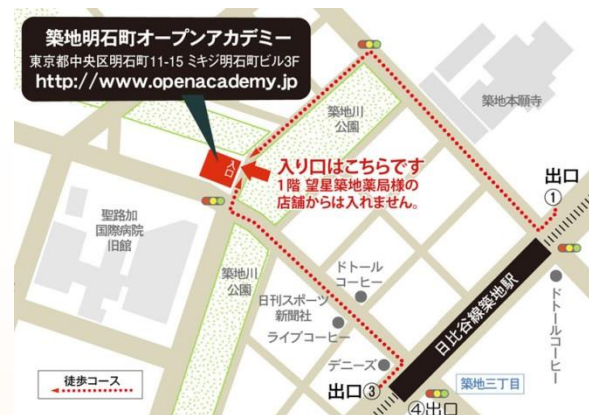 築地明石町オープンアカデミー
東京都中央区明石町11-15 ミキジ明石町ビル3F
http://www.openacademy.jp
築地川
公園
築地本願寺
入口
入り口はこちらです
1階 望星築地薬局様の
店舗からは入れません。
出口
①
聖路加
国際病院
旧館
築地川
公園
ドトール
コーヒー
日刊スポーツ
新聞社
ライブコーヒー
日比谷線築地駅
ドトールコーヒー
デニーズ
徒歩コース
出口③
築地三丁目
④出口